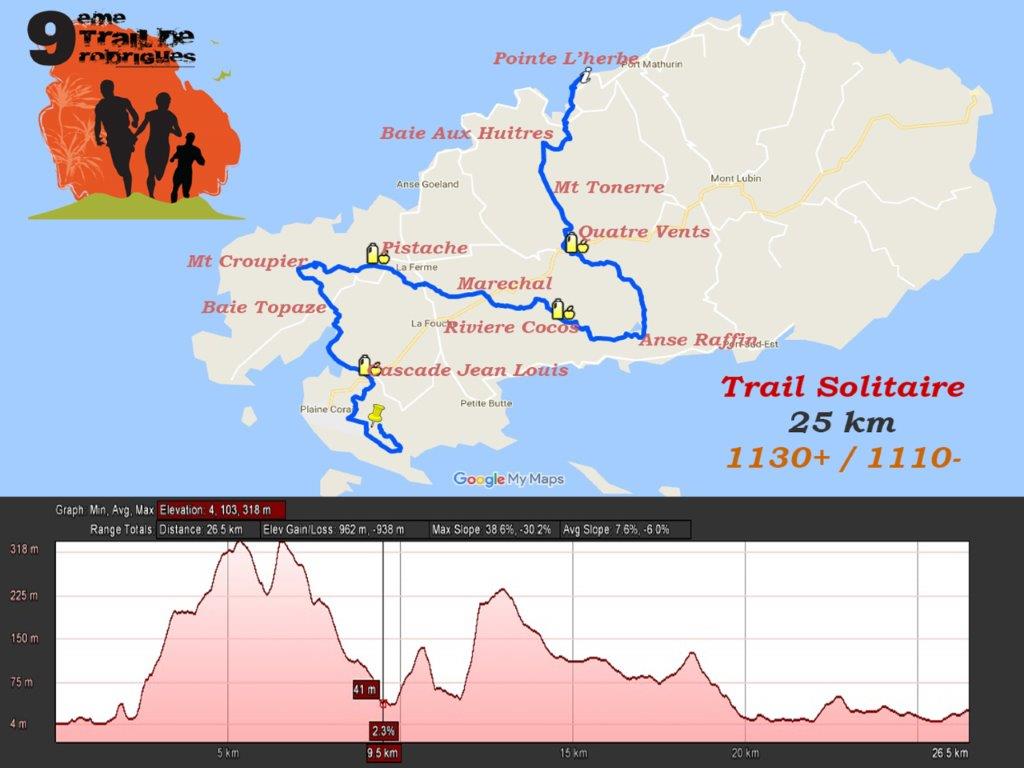 9 eme
Trail De
rodrigues
Pointe L'herbe
Port Mathurin
Baie Aux Huitres
Anse Goeland
Mt Tonerre
Mont Lubin
Quatre Vents
Pistache
Mt Croupier
La Ferme
Marechal
Baie Topaze
La Fouche
Riviere Cocos
Anse Raffin
Port-Sud-Est
Cascade Jean Louis
Trail Solitaire
Plaine Cora
Petite Butte
25 km
1130+ / 1110-
Google My Maps
Graph: Min, Avg, Max Elevation: 4, 103, 318 m
Range Totals: Distance: 26.5 km Elev Gain/Loss: 962 m, -938 m Max Slope: 38.6%, -30.2% Avg Slope: 7.6%, -6.0%
318 m
225 m
150 m
75 m
41 m
4 m
2.3%
5 km 9.5 km 15 km 20 km 26.5 km